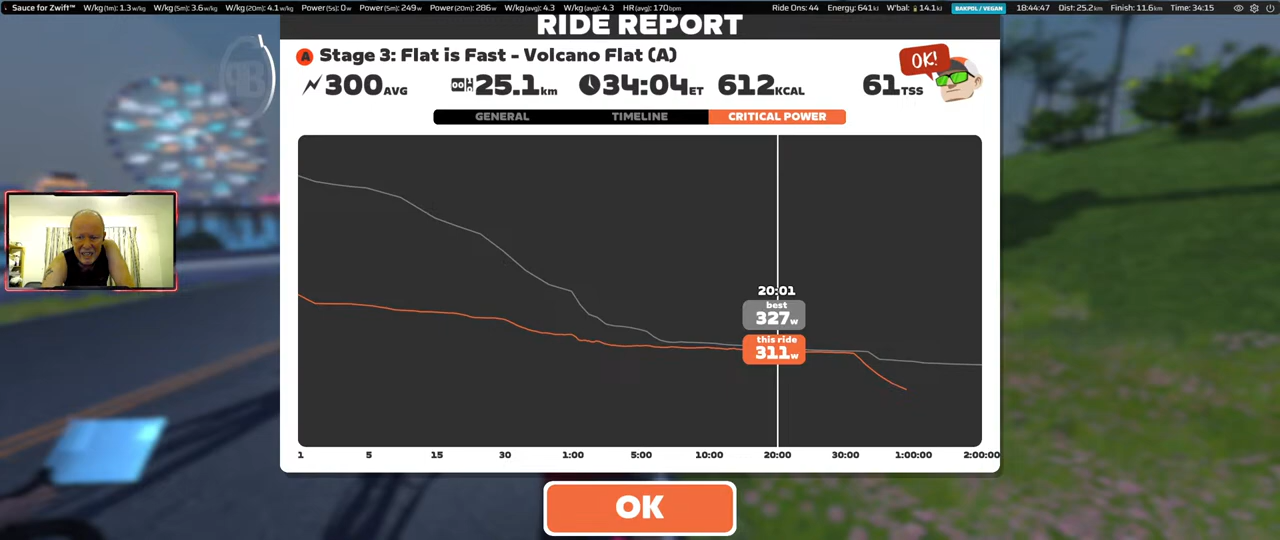 Sauce for Zwift™ W/kg(1m): 1.3w/kg W/kg(5m): 3.6w/kg W/kg(20m): 4.1w/kg Power(5s): 0w Power(5m): 249w Power(20m): 286w W/kg(avg): 4.3 W/kg(avg): 4.3 HR(avg): 170bpm Ride Ons: 44 Energy: 641kJ W'bal: 14.1kJ BAKPOL / VEGAN 18:44:47 Dist: 25.2km Finish: 11.6km Time: 34:15
RIDE REPORT
A Stage 3: Flat is Fast - Volcano Flat (A)
OK!
300AVG 25.1km 34:04ET 612KCAL 61TSS
GENERAL TIMELINE CRITICAL POWER
20:01
best
327w
this ride
311w
1 5 15 30 1:00 5:00 10:00 20:00 30:00 1:00:00 2:00:00
OK